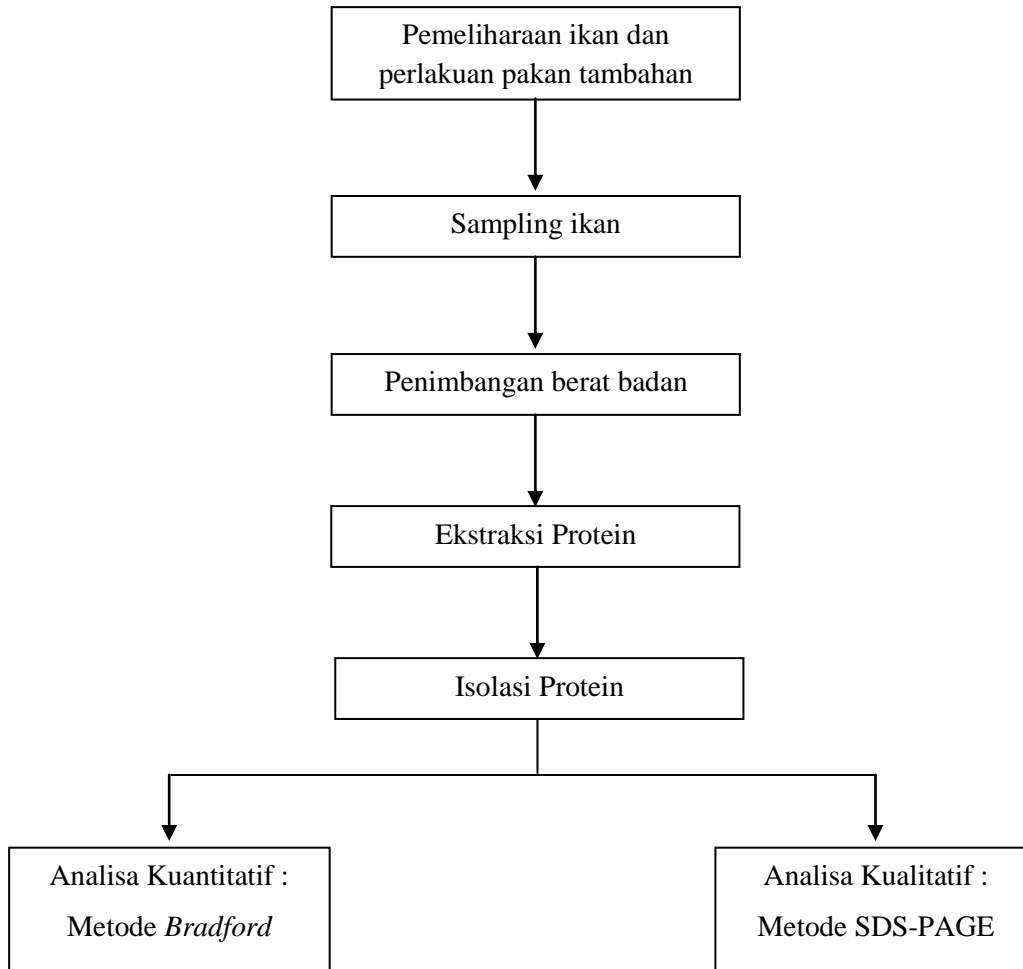 Pemeliharaan ikan dan
perlakuan pakan tambahan
Sampling ikan
Penimbangan berat badan
Ekstraksi Protein
Isolasi Protein
Analisa Kuantitatif :
Metode Bradford
Analisa Kualitatif :
Metode SDS-PAGE